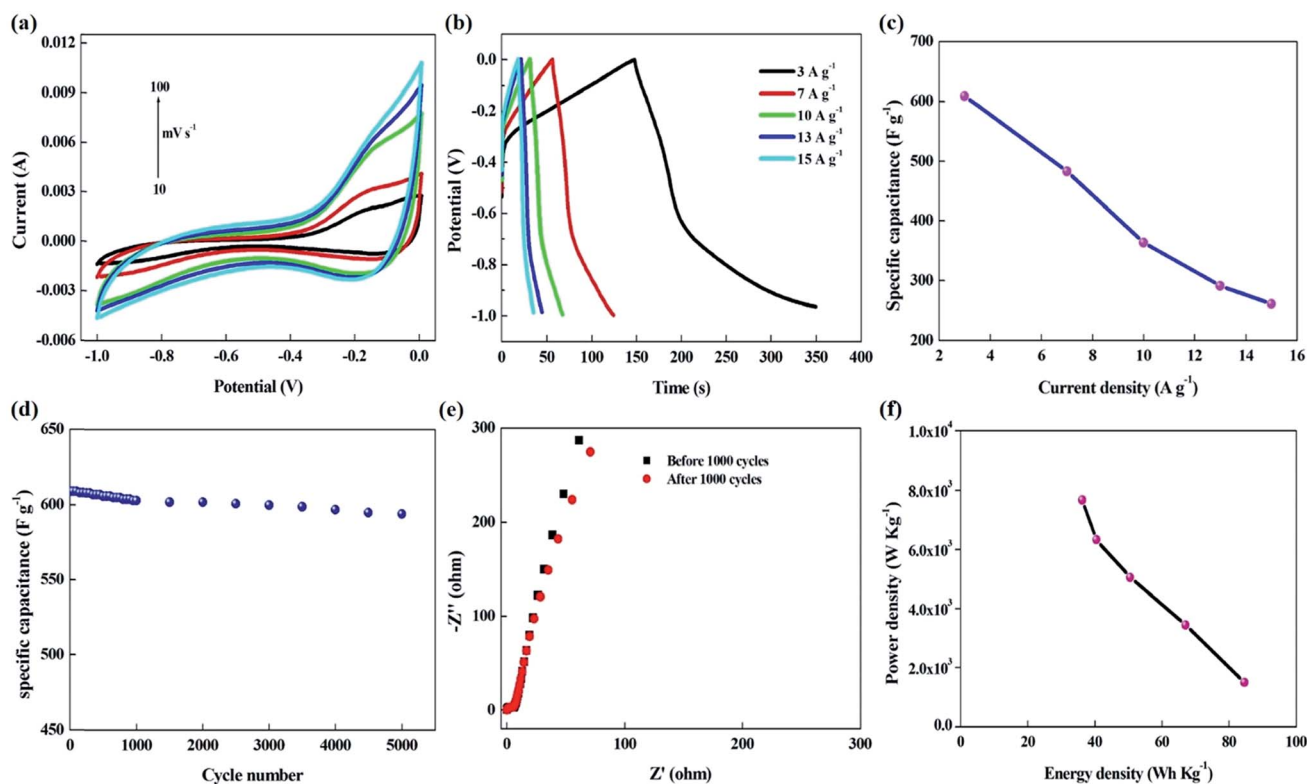 (a)
0.012
0.009
0.006
0.003
0.000
-0.003
-0.006
Current (A)
100
mV s⁻¹
10
-1.0 -0.8 -0.6 -0.4 -0.2 0.0
Potential (V)
(b)
0.0
-0.2
-0.4
-0.6
-0.8
-1.0
Potential (V)
3 A g⁻¹
7 A g⁻¹
10 A g⁻¹
13 A g⁻¹
15 A g⁻¹
0 50 100 150 200 250 300 350 400
Time (s)
(c)
700
600
500
400
300
200
Specific capacitance (F g⁻¹)
2 4 6 8 10 12 14 16
Current density (A g⁻¹)
(d)
650
600
550
500
450
specific capacitance (F g⁻¹)
0 1000 2000 3000 4000 5000
Cycle number
(e)
300
200
100
0
-Z'' (ohm)
Before 1000 cycles
After 1000 cycles
0 100 200 300
Z' (ohm)
(f)
1.0x10⁴
8.0x10³
6.0x10³
4.0x10³
2.0x10³
0.0
Power density (W Kg⁻¹)
0 20 40 60 80 100
Energy density (Wh Kg⁻¹)